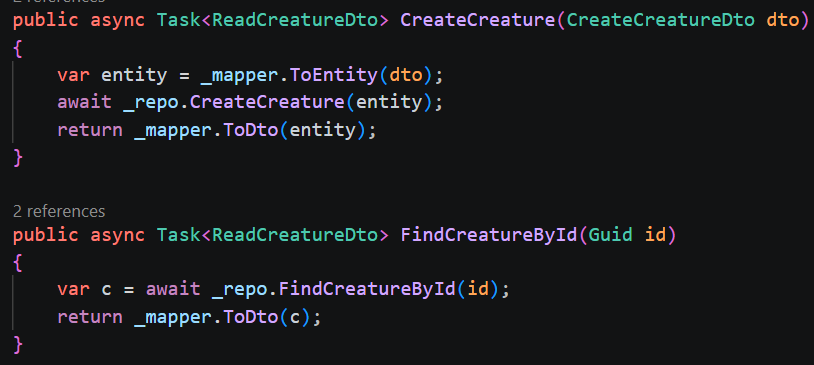 2 references
public async Task<ReadCreatureDto> CreateCreature(CreateCreatureDto dto)
{
    var entity = _mapper.ToEntity(dto);
    await _repo.CreateCreature(entity);
    return _mapper.ToDto(entity);
}
2 references
public async Task<ReadCreatureDto> FindCreatureById(Guid id)
{
    var c = await _repo.FindCreatureById(id);
    return _mapper.ToDto(c);
}